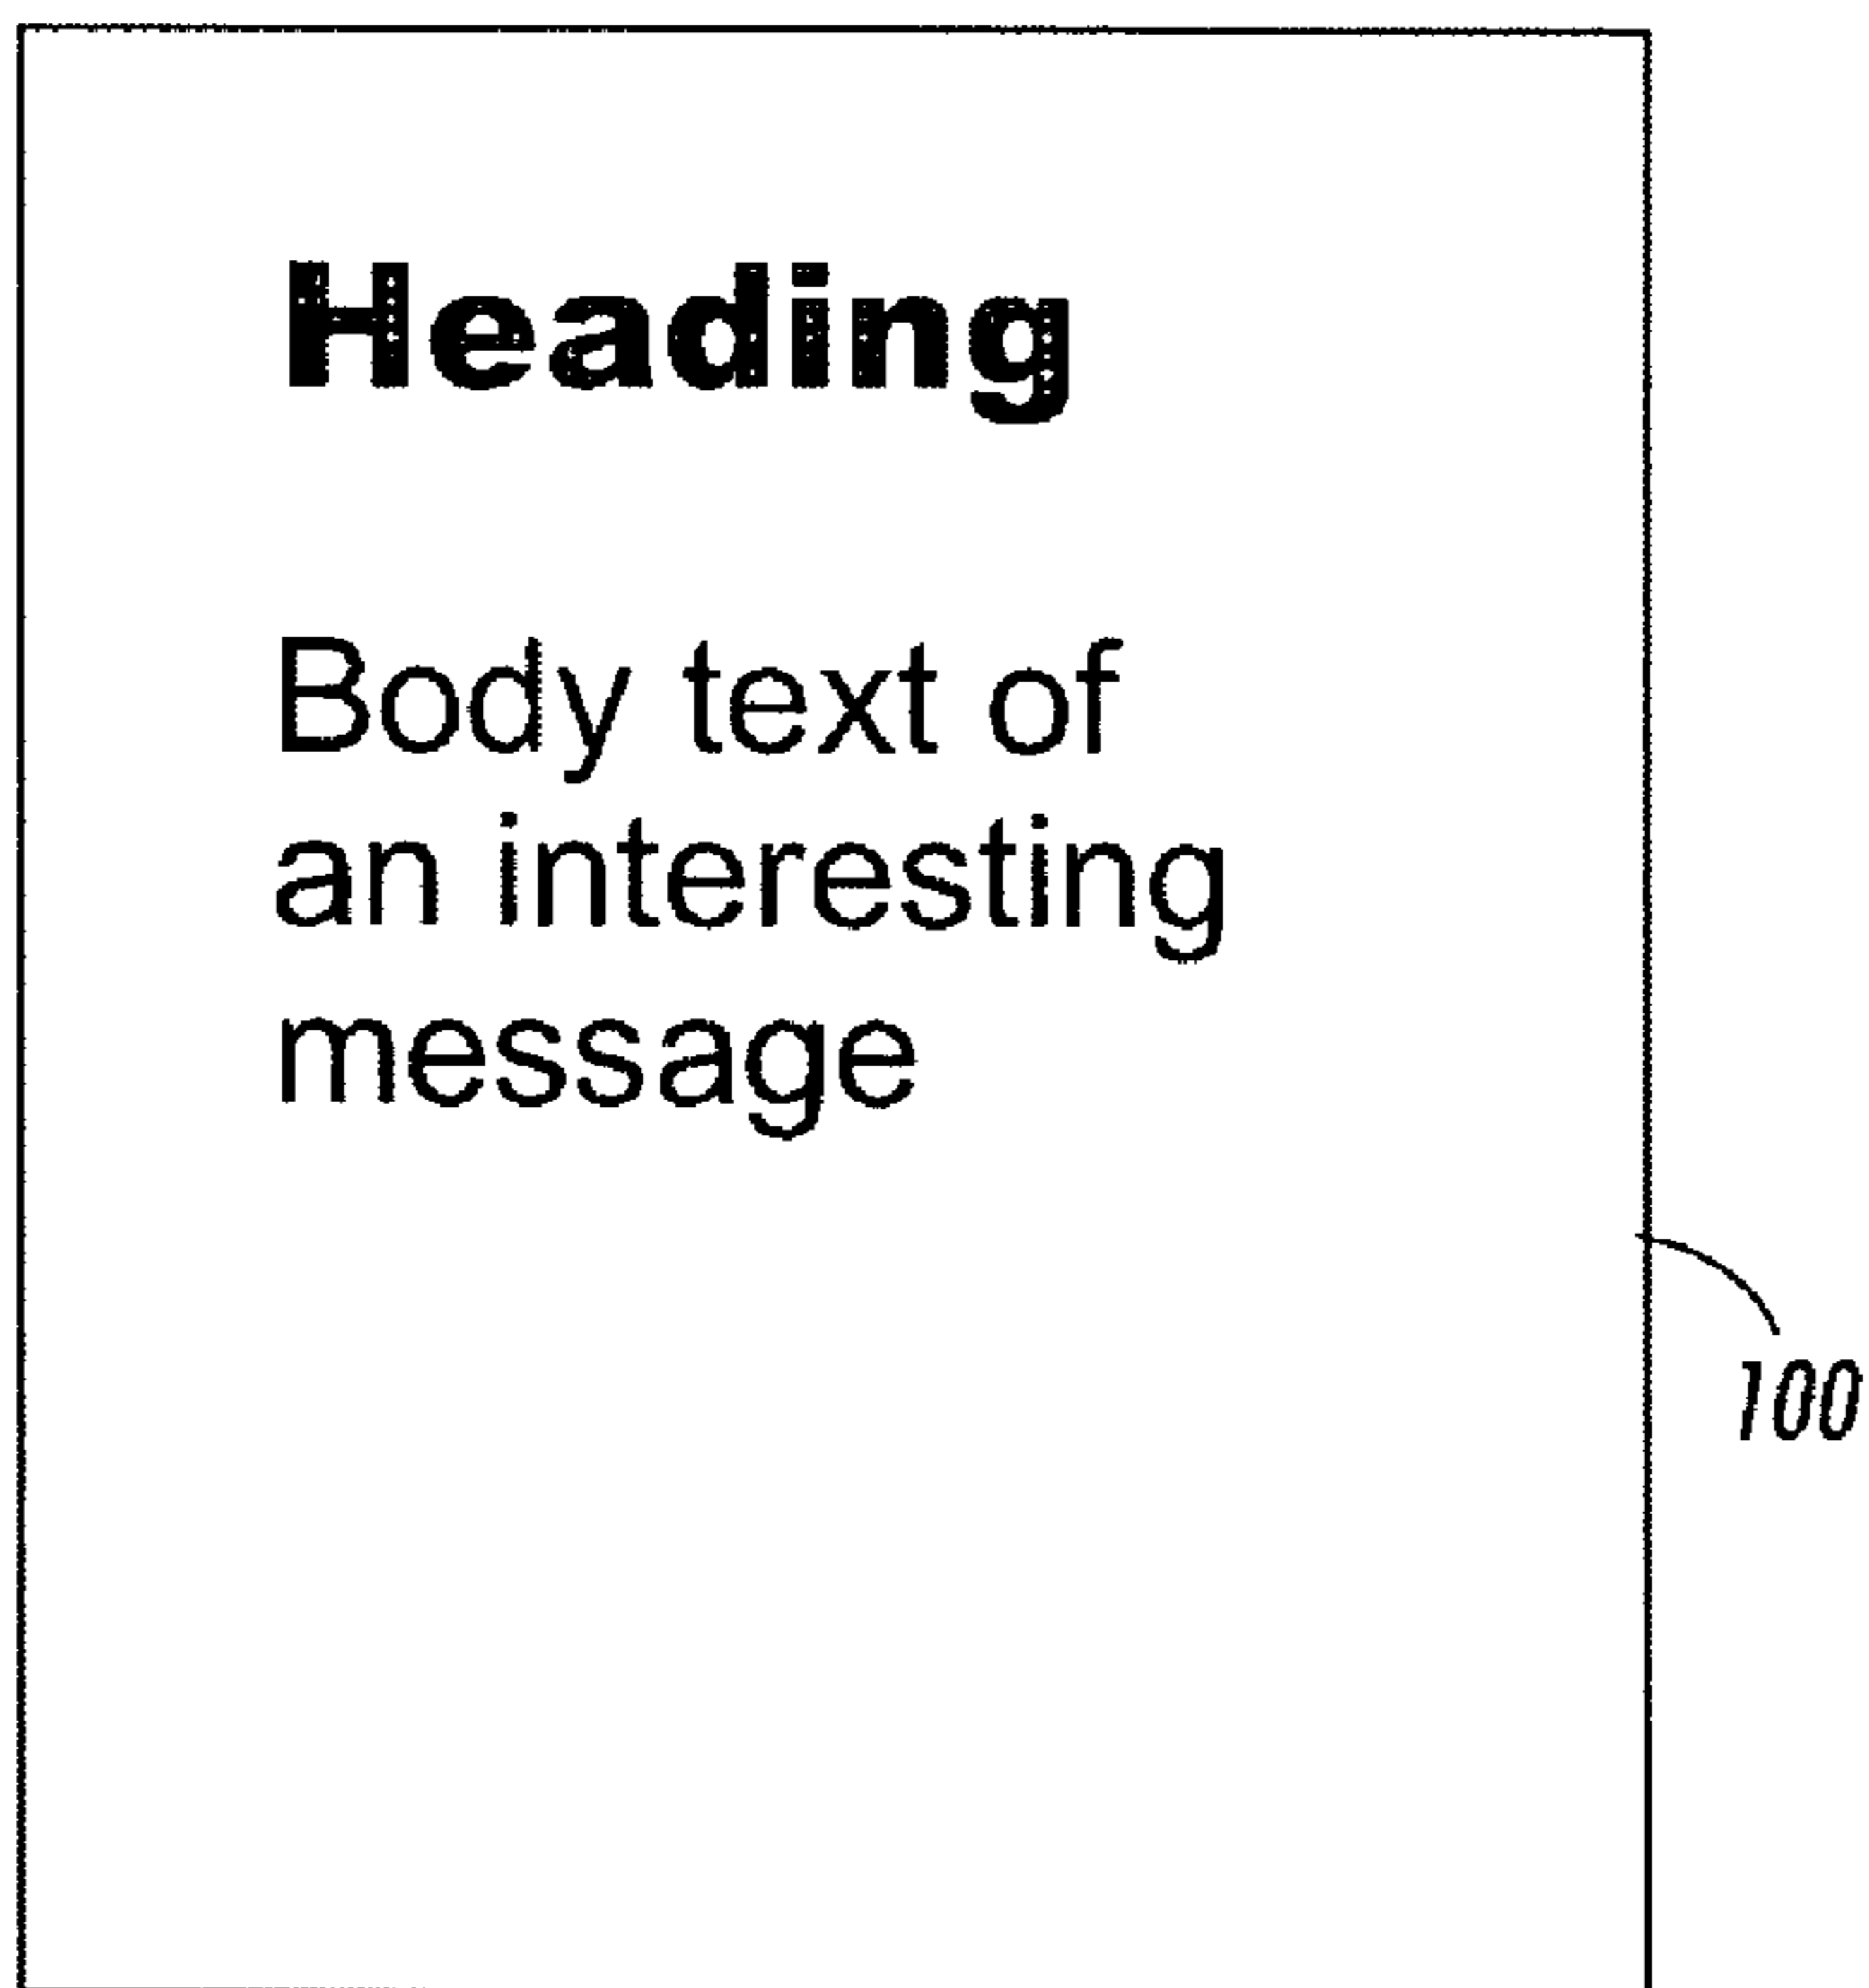 Heading
Body text of
an interesting
message
100